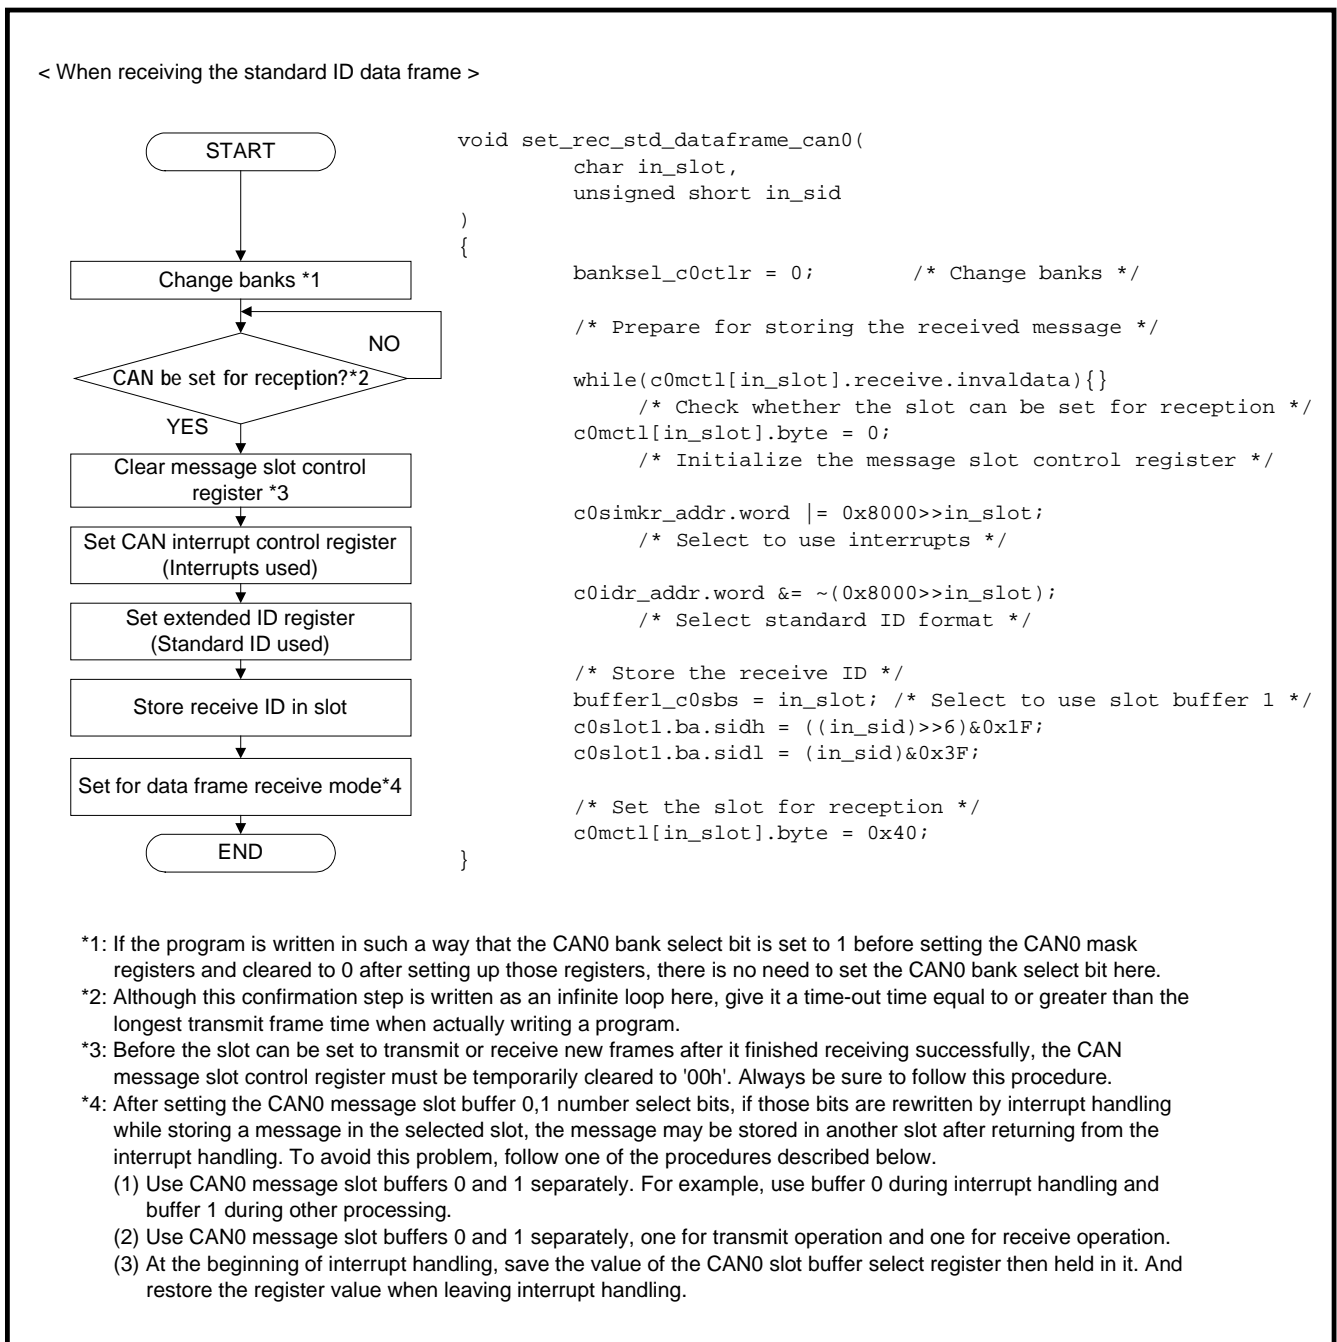 < When receiving the standard ID data frame >
START
Change banks *1
NO
CAN be set for reception?*2
YES
Clear message slot control
register *3
Set CAN interrupt control register
(Interrupts used)
Set extended ID register
(Standard ID used)
Store receive ID in slot
Set for data frame receive mode*4
END
void set_rec_std_dataframe_can0(
char in_slot,
unsigned short in_sid
)
{
banksel_c0ctlr = 0; /* Change banks */
/* Prepare for storing the received message */
while(c0mctl[in_slot].receive.invaldata){}
/* Check whether the slot can be set for reception */
c0mctl[in_slot].byte = 0;
/* Initialize the message slot control register */
c0simkr_addr.word |= 0x8000>>in_slot;
/* Select to use interrupts */
c0idr_addr.word &= ~(0x8000>>in_slot);
/* Select standard ID format */
/* Store the receive ID */
buffer1_c0sbs = in_slot; /* Select to use slot buffer 1 */
c0slot1.ba.sidh = ((in_sid)>>6)&0x1F;
c0slot1.ba.sidl = (in_sid)&0x3F;
/* Set the slot for reception */
c0mctl[in_slot].byte = 0x40;
}
*1: If the program is written in such a way that the CAN0 bank select bit is set to 1 before setting the CAN0 mask
registers and cleared to 0 after setting up those registers, there is no need to set the CAN0 bank select bit here.
*2: Although this confirmation step is written as an infinite loop here, give it a time-out time equal to or greater than the
longest transmit frame time when actually writing a program.
*3: Before the slot can be set to transmit or receive new frames after it finished receiving successfully, the CAN
message slot control register must be temporarily cleared to '00h'. Always be sure to follow this procedure.
*4: After setting the CAN0 message slot buffer 0,1 number select bits, if those bits are rewritten by interrupt handling
while storing a message in the selected slot, the message may be stored in another slot after returning from the
interrupt handling. To avoid this problem, follow one of the procedures described below.
(1) Use CAN0 message slot buffers 0 and 1 separately. For example, use buffer 0 during interrupt handling and
buffer 1 during other processing.
(2) Use CAN0 message slot buffers 0 and 1 separately, one for transmit operation and one for receive operation.
(3) At the beginning of interrupt handling, save the value of the CAN0 slot buffer select register then held in it. And
restore the register value when leaving interrupt handling.